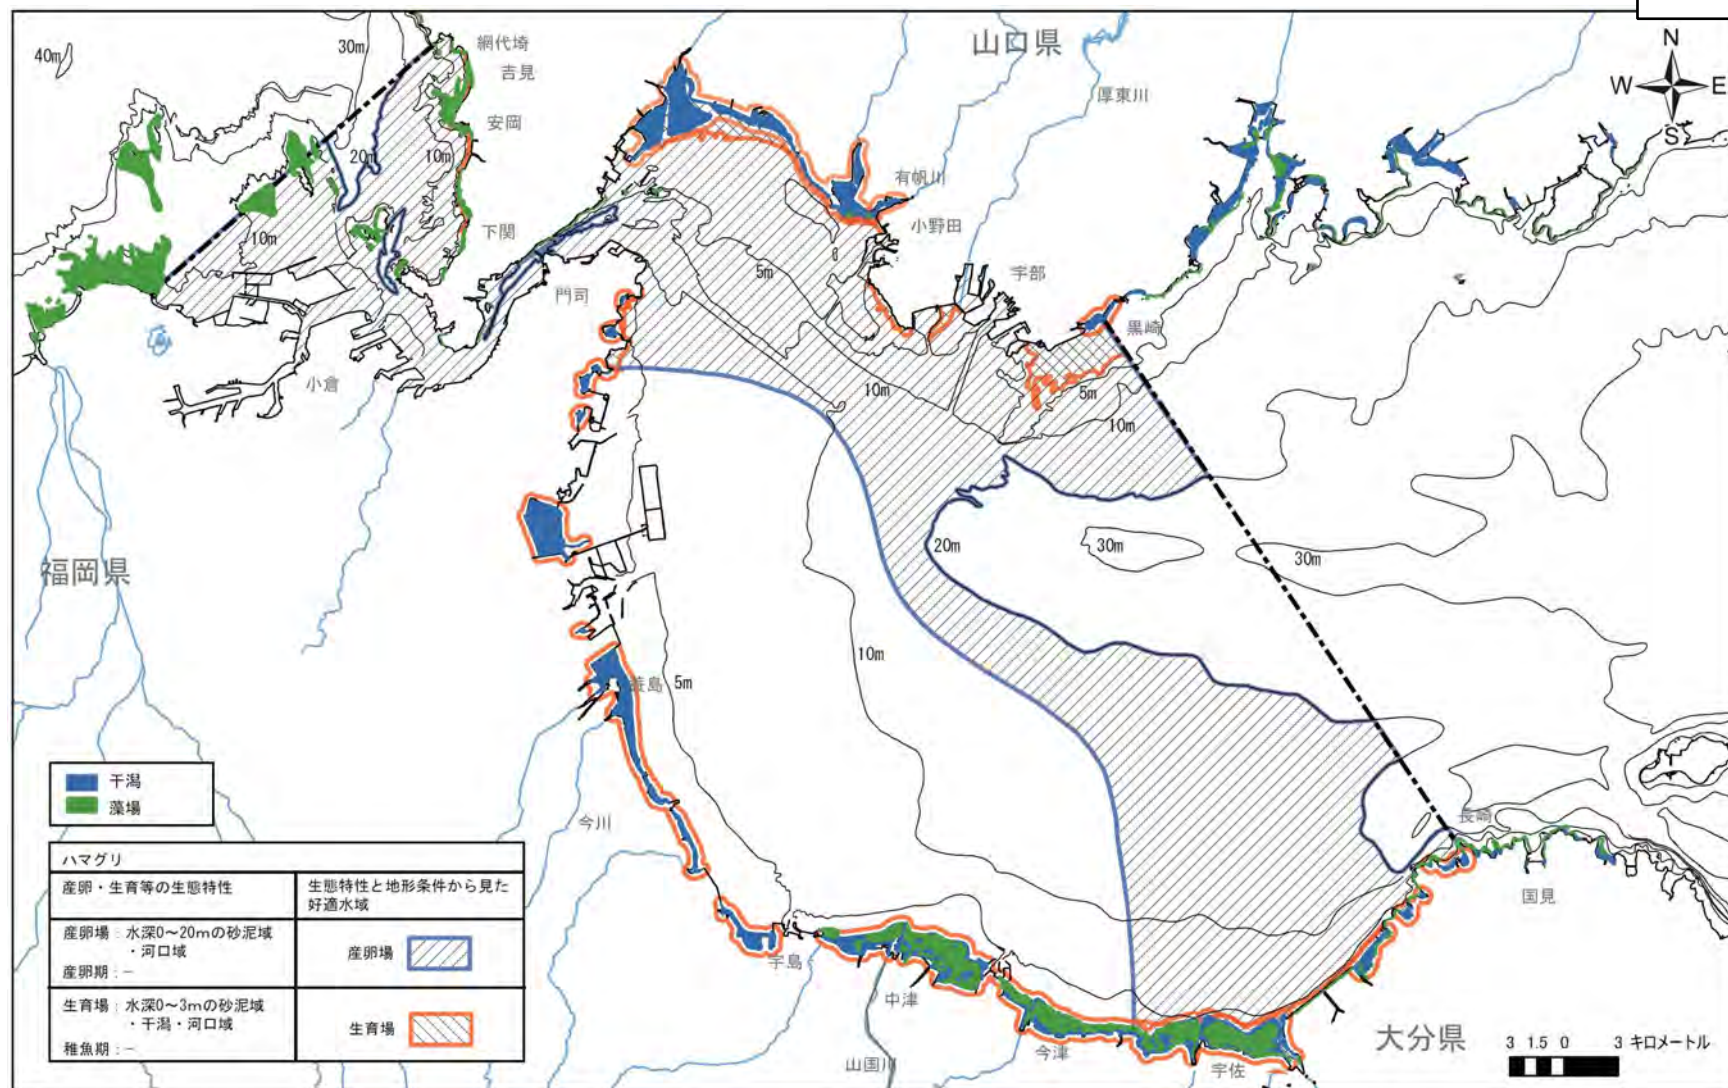 山口県
N
W
E
S
40m
30m
網代埼
吉見
安岡
20m
10m
10m
下関
厚東川
有帆川
小野田
宇部
5m
門司
黒崎
小倉
10m
5m
10m
20m
30m
30m
福岡県
10m
蓑島
5m
干潟
藻場
今川
長崎
国見
宇島
中津
山国川
今津
宇佐
大分県
3 1.5 0 3 キロメートル
ハマグリ
産卵・生育等の生態特性
生態特性と地形条件から見た
好適水域
産卵場：水深0～20mの砂泥域
・河口域
産卵期：－
産卵場
生育場：水深0～3mの砂泥域
・干潟・河口域
稚魚期：－
生育場